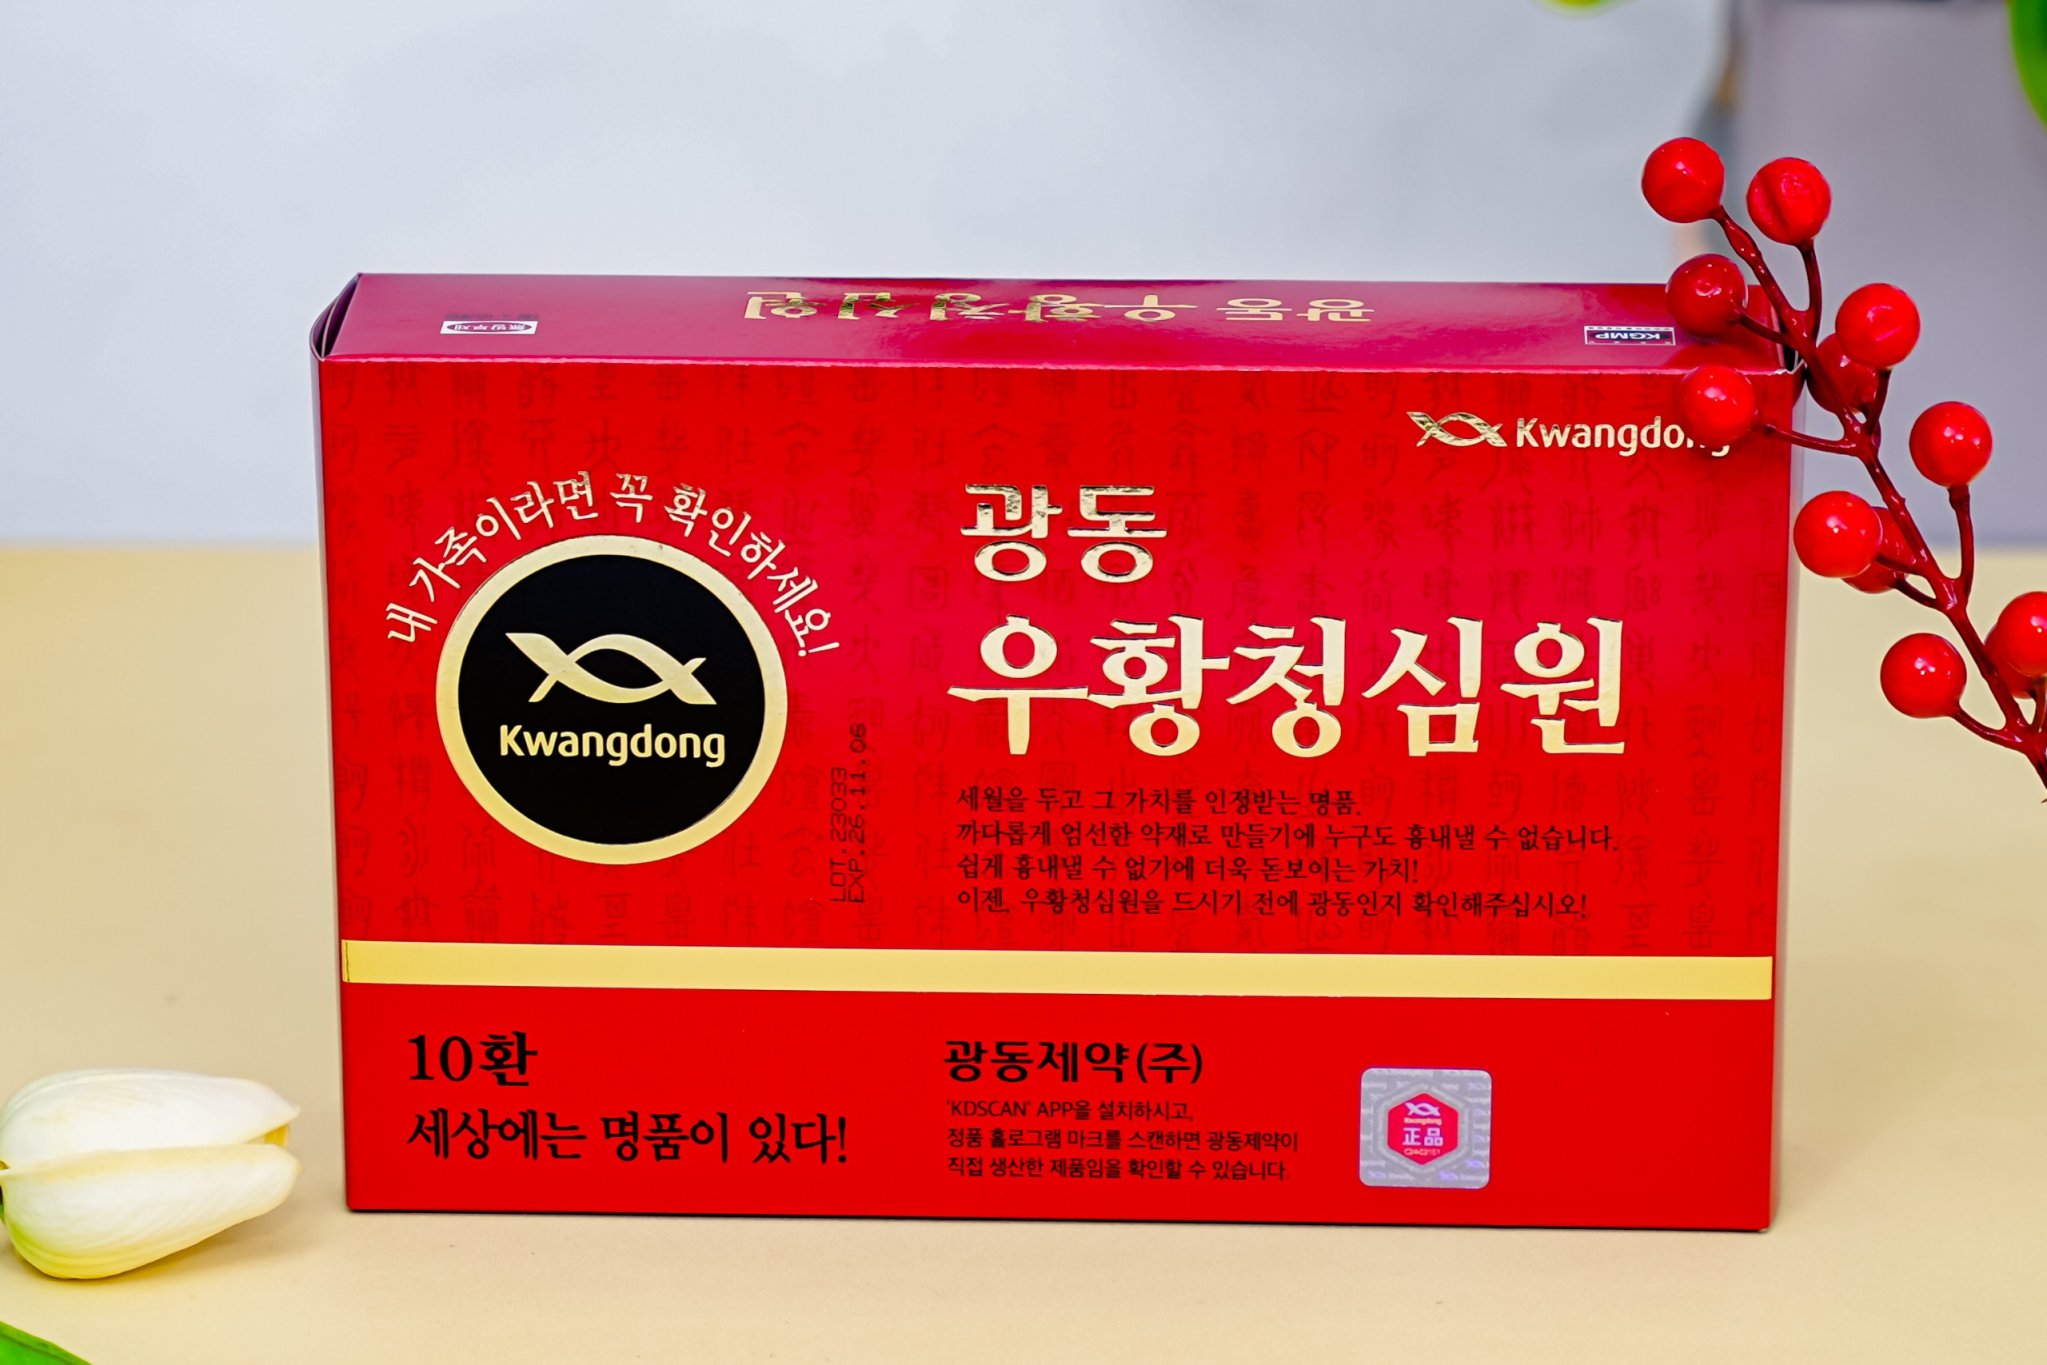 광동 우황청심원
無방부제
KGMP
Kwangdong
내 가족이라면 꼭 확인하세요!
Kwangdong
광동
우황청심원
세월을 두고 그 가치를 인정받는 명품.
까다롭게 엄선한 약재로 만들기에 누구도 흉내낼 수 없습니다.
쉽게 흉내낼 수 없기에 더욱 돋보이는 가치!
이젠, 우황청심원을 드시기 전에 광동인지 확인해주십시오!
LOT. 23033
EXP. 26.11.06
10환
세상에는 명품이 있다!
광동제약(주)
'KDSCAN' APP을 설치하시고,
정품 홀로그램 마크를 스캔하면 광동제약이
직접 생산한 제품임을 확인할 수 있습니다.
Kwangdong
正品